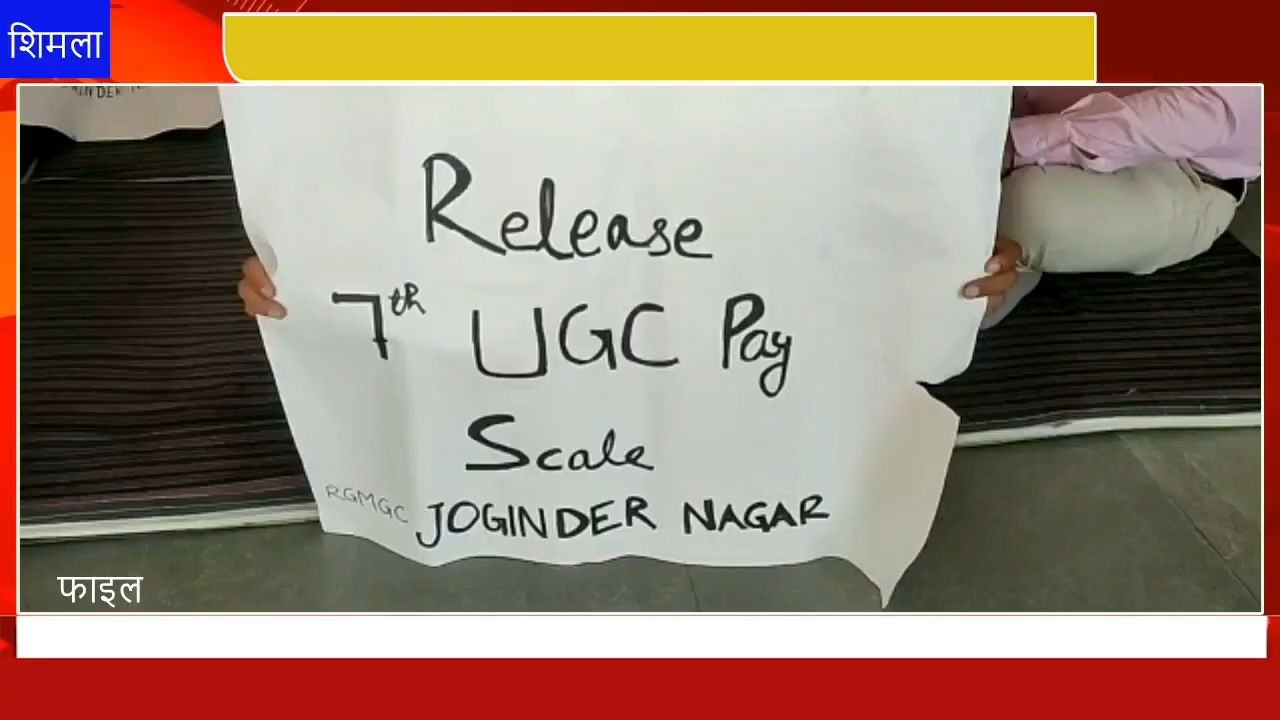 शिमला
Release
7th UGC Pay
Scale
RGMGC JOGINDER NAGAR
फाइल